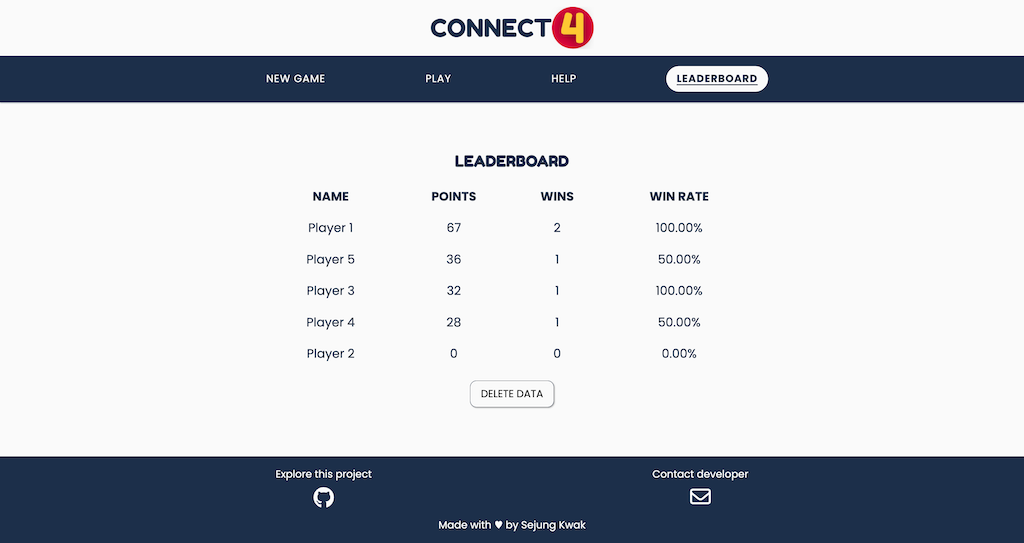 CONNECT 4
NEW GAME PLAY HELP LEADERBOARD
LEADERBOARD
NAME POINTS WINS WIN RATE
Player 1 67 2 100.00%
Player 5 36 1 50.00%
Player 3 32 1 100.00%
Player 4 28 1 50.00%
Player 2 0 0 0.00%
DELETE DATA
Explore this project Contact developer
Made with ♥ by Sejung Kwak